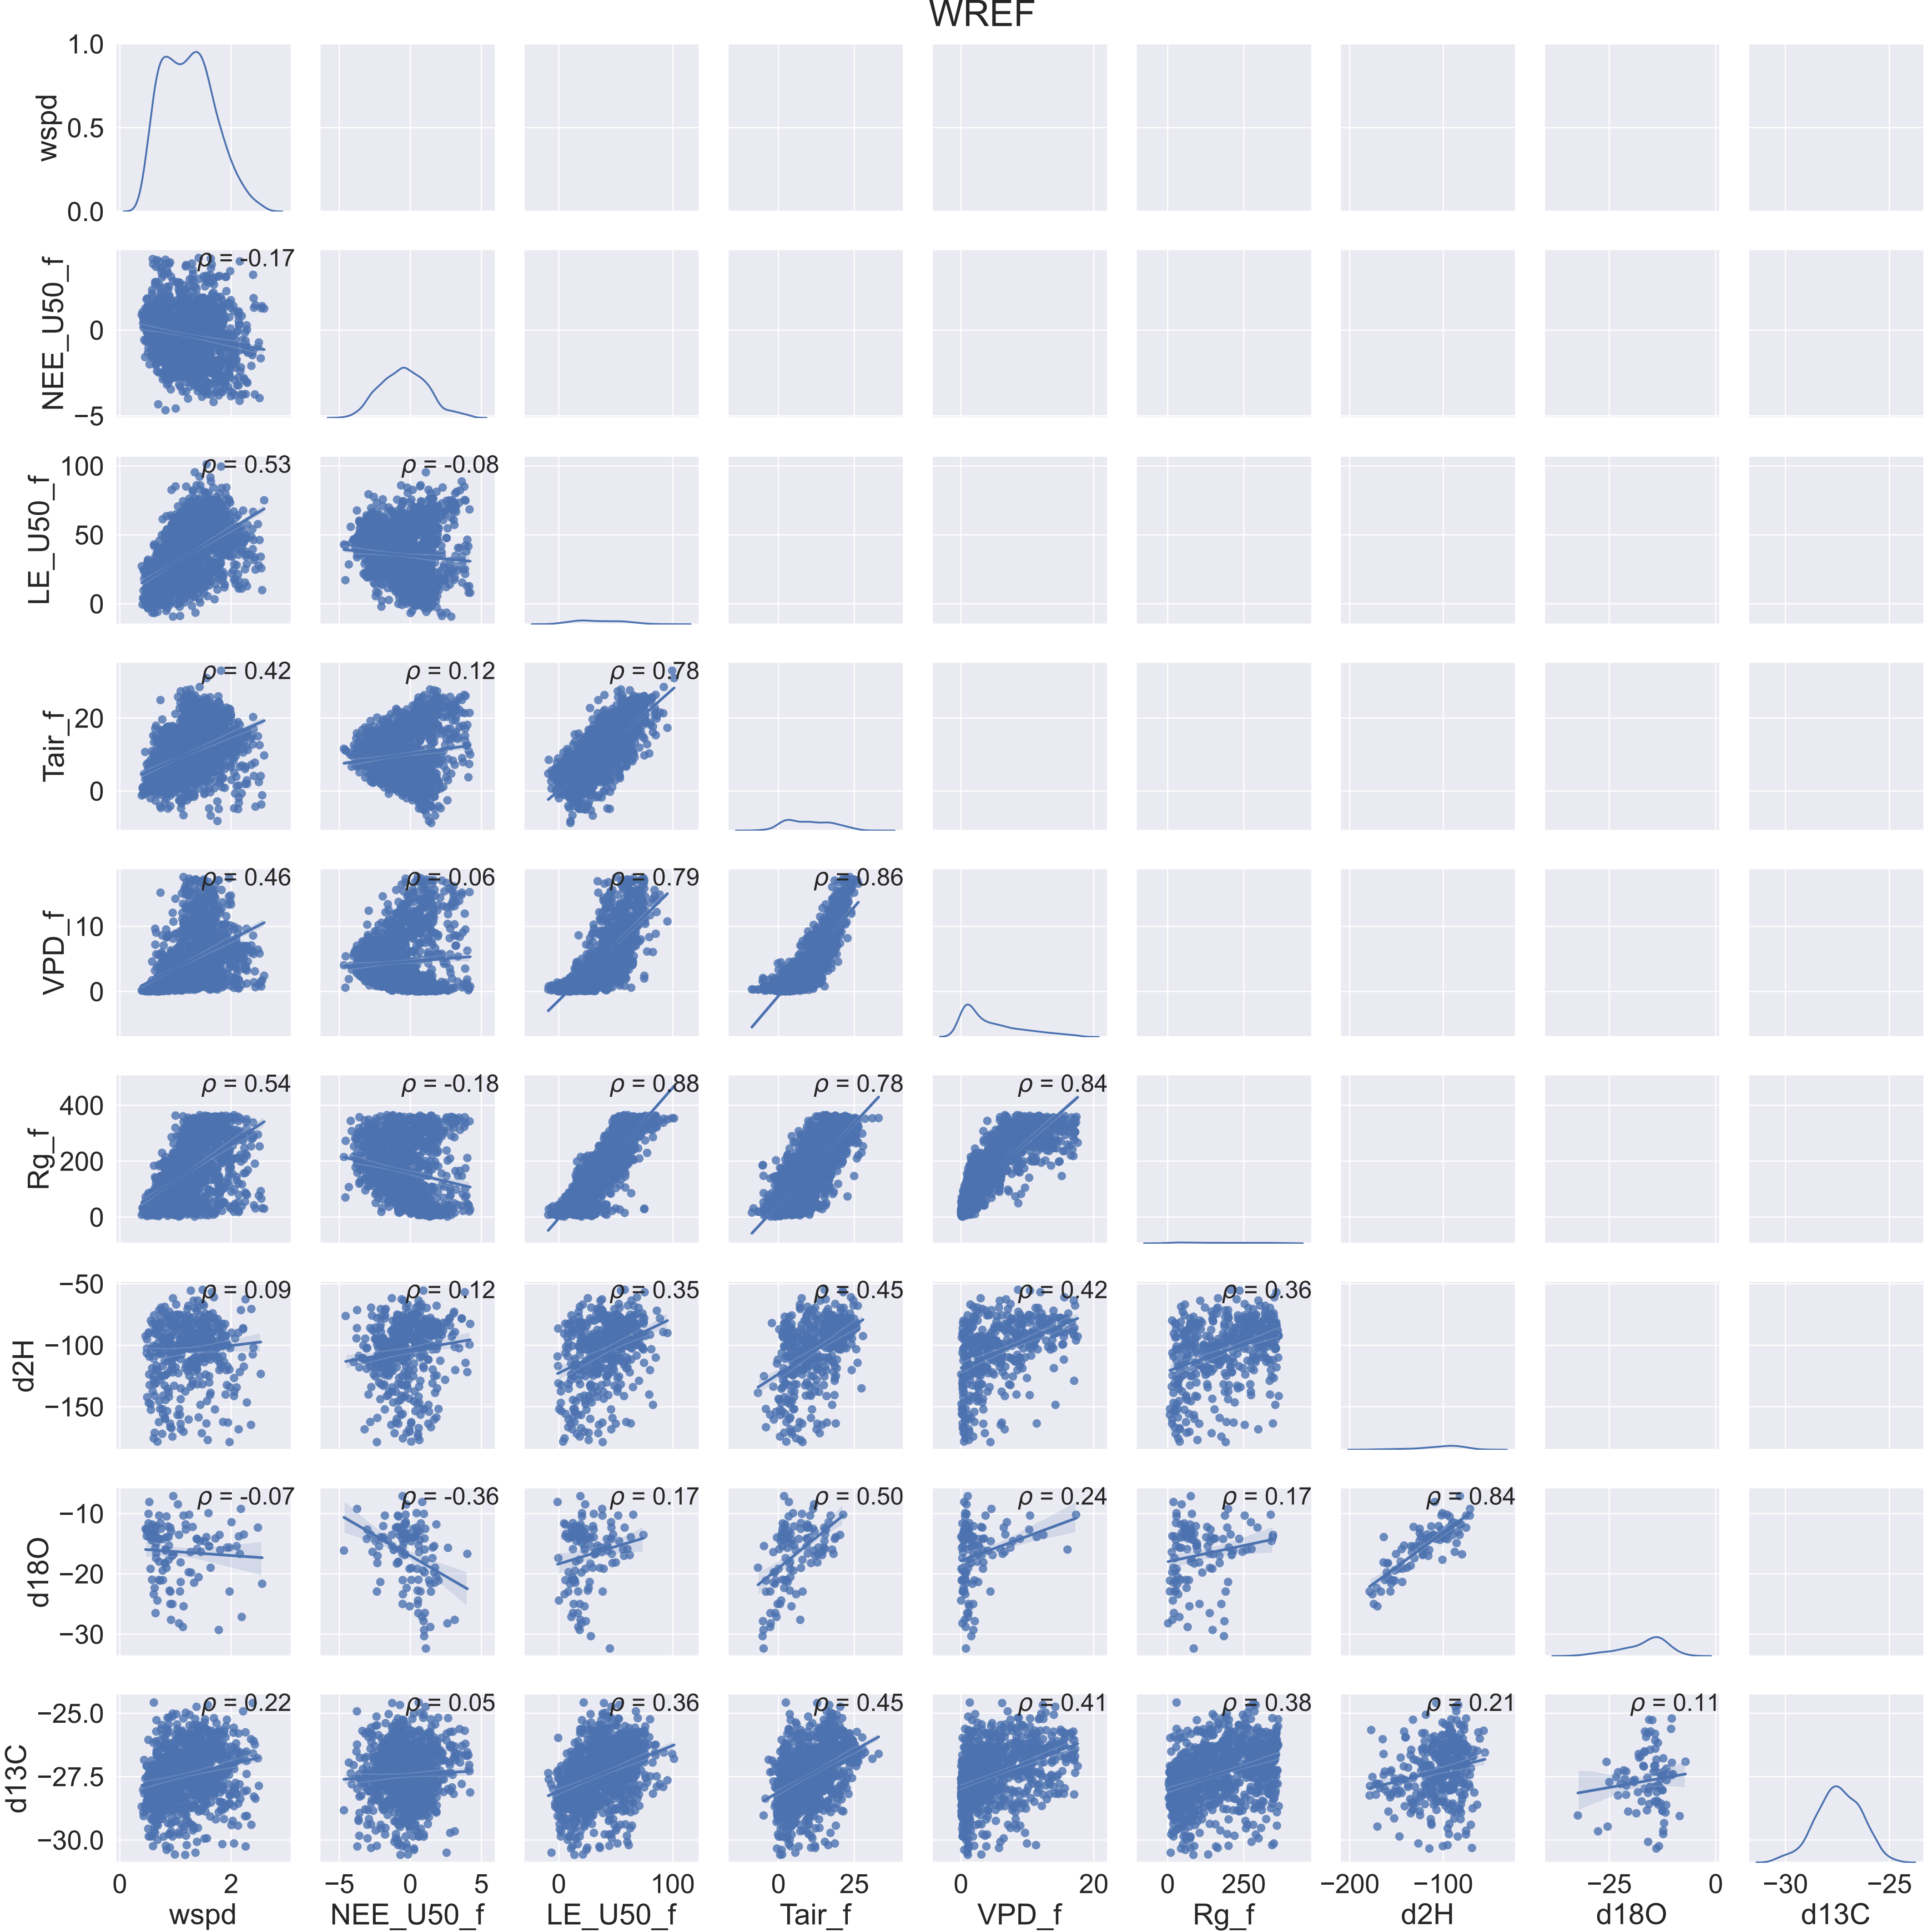 WREF
1.0
wspd
0.5
0.0
ρ = -0.17
NEE_U50_f
0
−5
ρ = 0.53 ρ = -0.08
100
LE_U50_f
50
0
ρ = 0.42 ρ = 0.12 ρ = 0.78
Tair_f
20
0
ρ = 0.46 ρ = 0.06 ρ = 0.79 ρ = 0.86
VPD_f
10
0
ρ = 0.54 ρ = -0.18 ρ = 0.88 ρ = 0.78 ρ = 0.84
400
Rg_f
200
0
ρ = 0.09 ρ = 0.12 ρ = 0.35 ρ = 0.45 ρ = 0.42 ρ = 0.36
−50
d2H
−100
−150
ρ = -0.07 ρ = -0.36 ρ = 0.17 ρ = 0.50 ρ = 0.24 ρ = 0.17 ρ = 0.84
−10
d18O
−20
−30
ρ = 0.22 ρ = 0.05 ρ = 0.36 ρ = 0.45 ρ = 0.41 ρ = 0.38 ρ = 0.21 ρ = 0.11
−25.0
d13C
−27.5
−30.0
0 2 −5 0 5 0 100 0 25 0 20 0 250 −200 −100 −25 0 −30 −25
wspd NEE_U50_f LE_U50_f Tair_f VPD_f Rg_f d2H d18O d13C